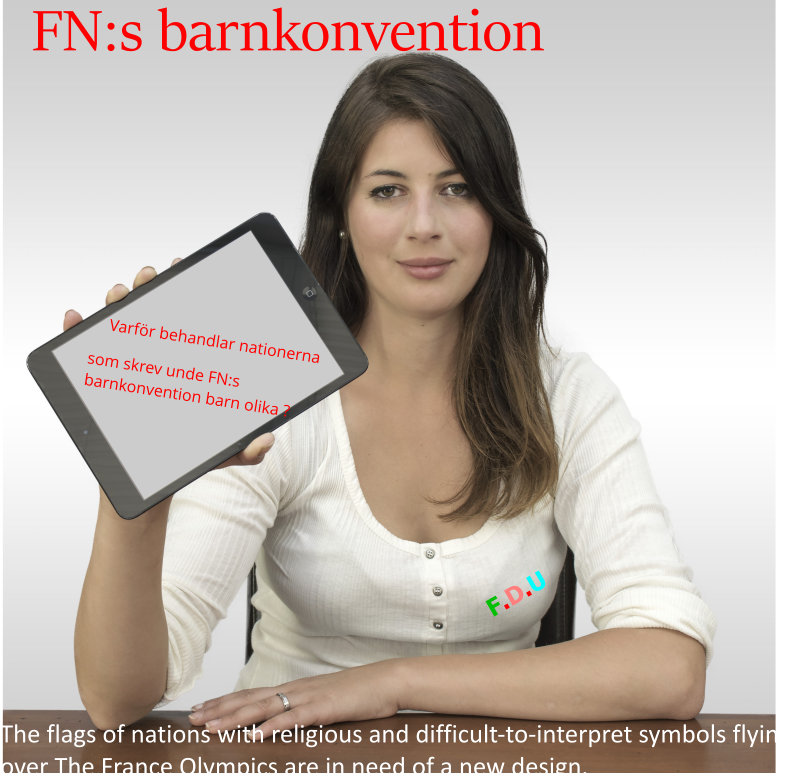 FN:s barnkonvention
Varför behandlar nationerna
som skrev unde FN:s
barnkonvention barn olika ?
F.D.U
The flags of nations with religious and difficult-to-interpret symbols flyin
over The France Olympics are in need of a new design.